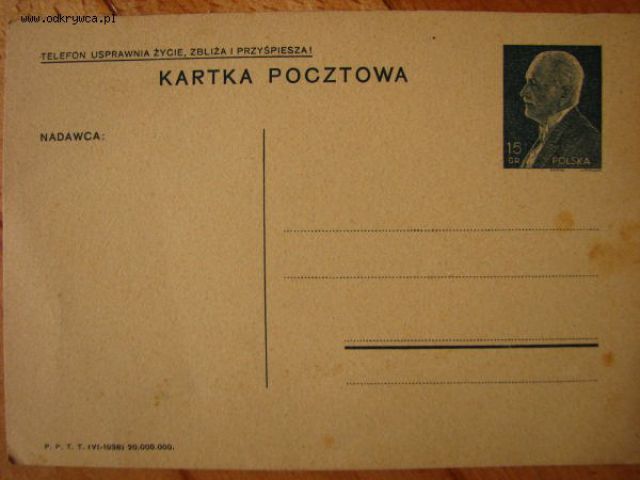 www.odkrywca.pl
TELEFON USPRAWNIA ŻYCIE, ZBLIŻA I PRZYŚPIESZA!
KARTKA POCZTOWA
NADAWCA:
15
GR
POLSKA
P. P. T. T. (VI-1938) 20.000.000.